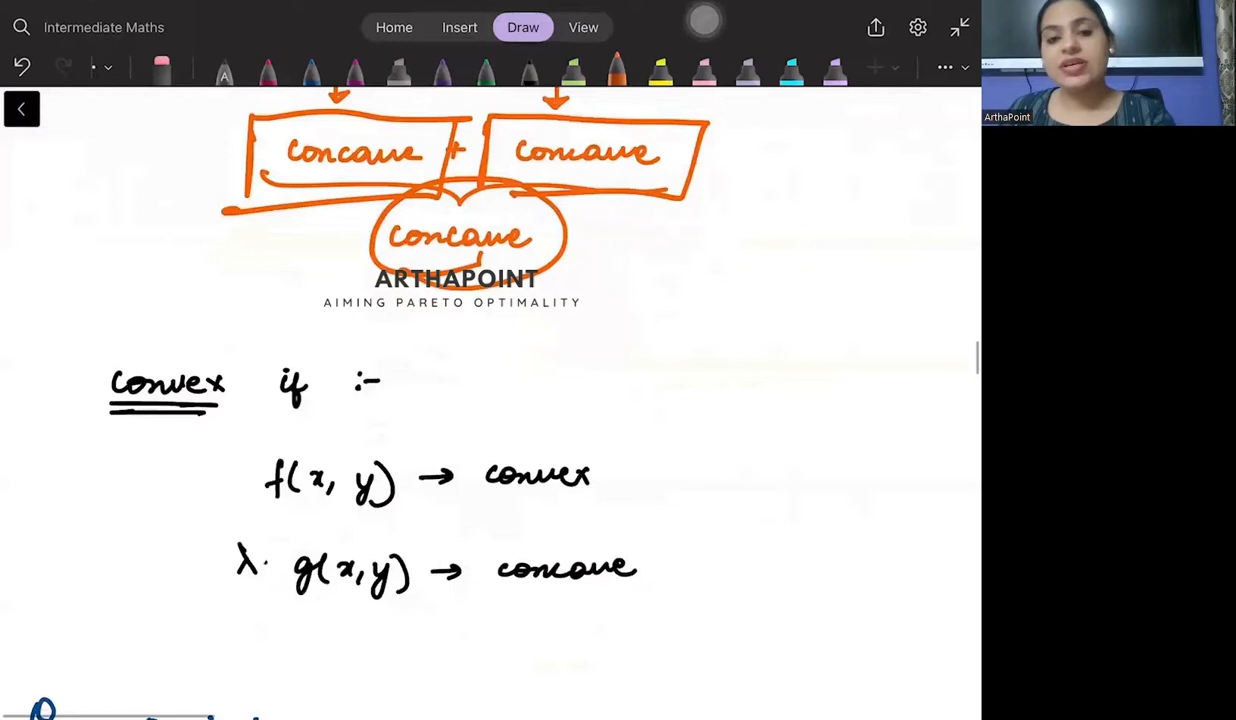 Intermediate Maths
Home Insert Draw View
A
ArthaPoint
concave + concave
concave
ARTHAPOINT
AIMING PARETO OPTIMALITY
convex if :-
f(x, y) → convex
λ. g(x, y) → concave